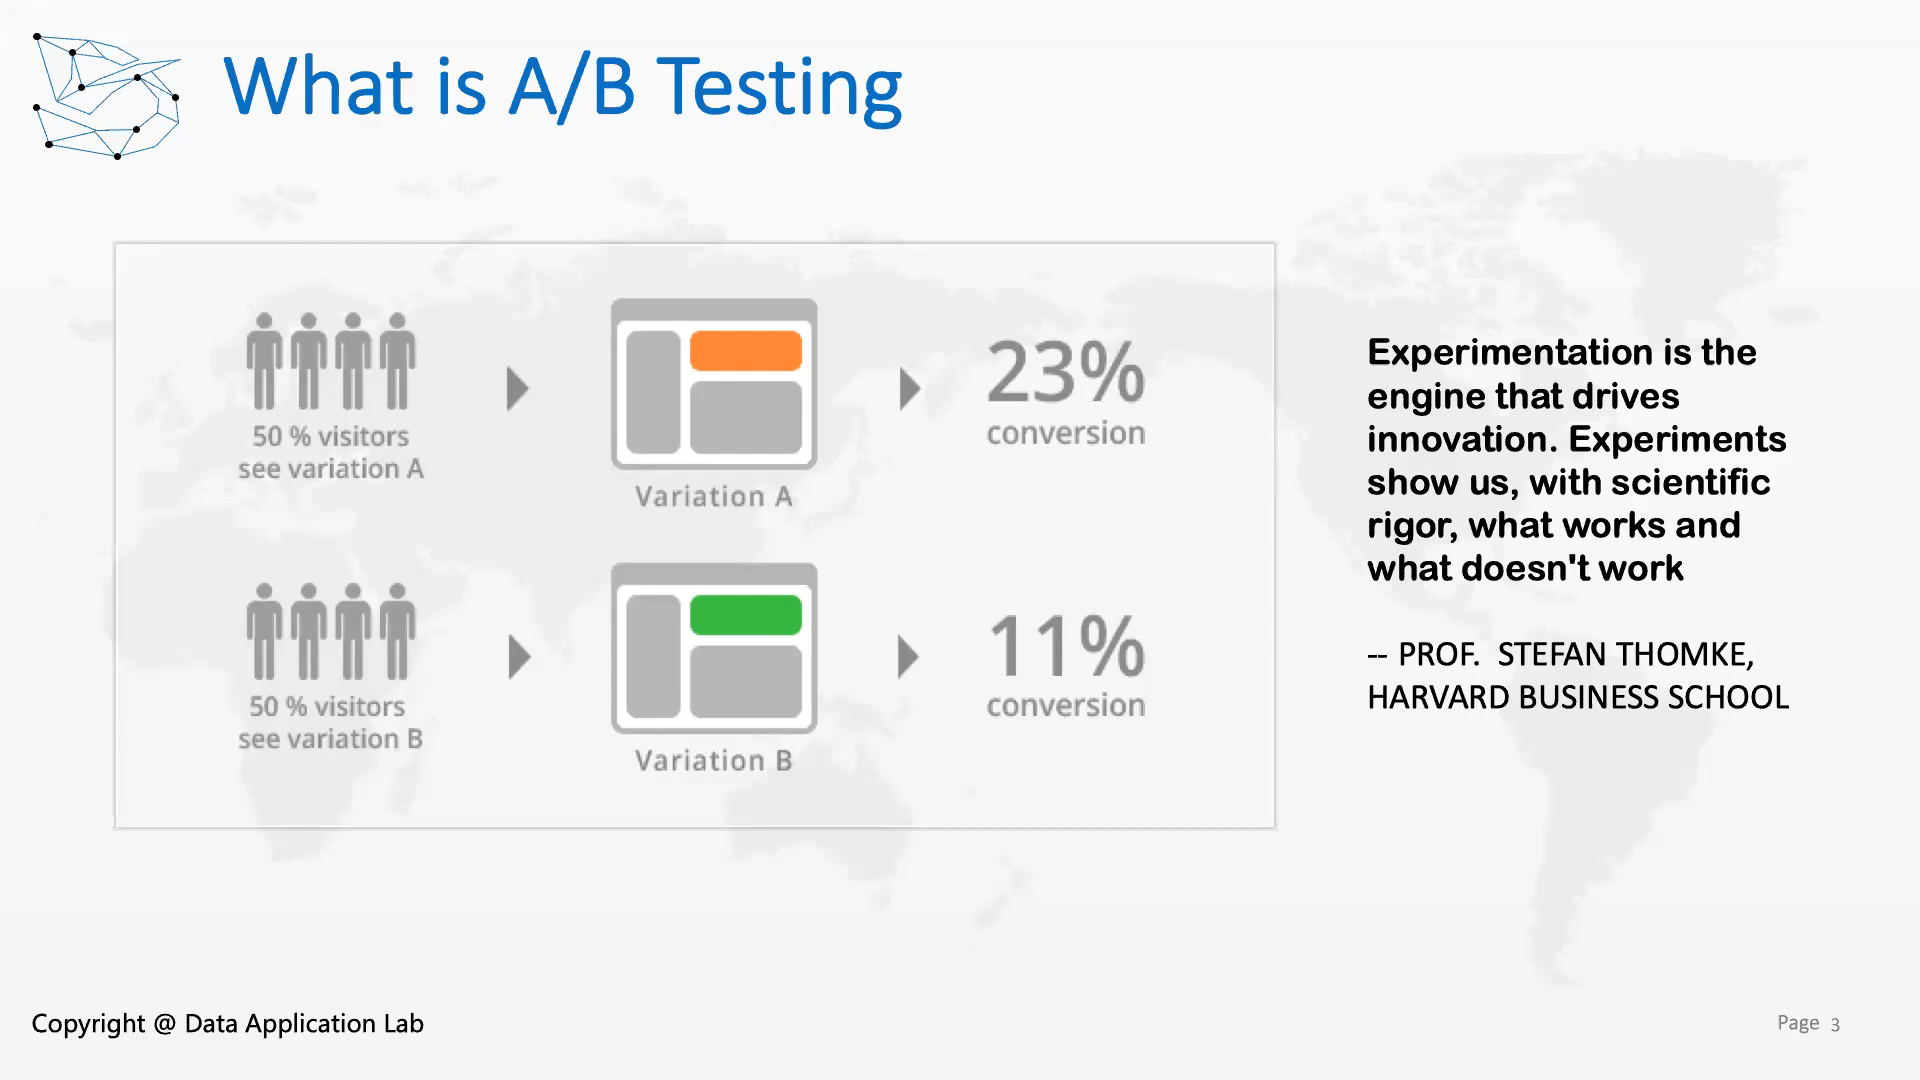 What is A/B Testing
50 % visitors
see variation A
Variation A
23%
conversion
50 % visitors
see variation B
Variation B
11%
conversion
Experimentation is the
engine that drives
innovation. Experiments
show us, with scientific
rigor, what works and
what doesn't work
-- PROF.  STEFAN THOMKE,
HARVARD BUSINESS SCHOOL
Copyright @ Data Application Lab
Page 3